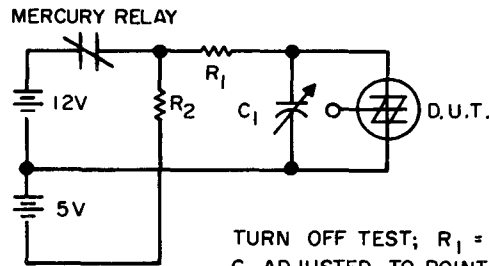 MERCURY RELAY
R1
12V
R2
C1
D.U.T.
5V
TURN OFF TEST; R1 =
C ADJUSTED TO POINT